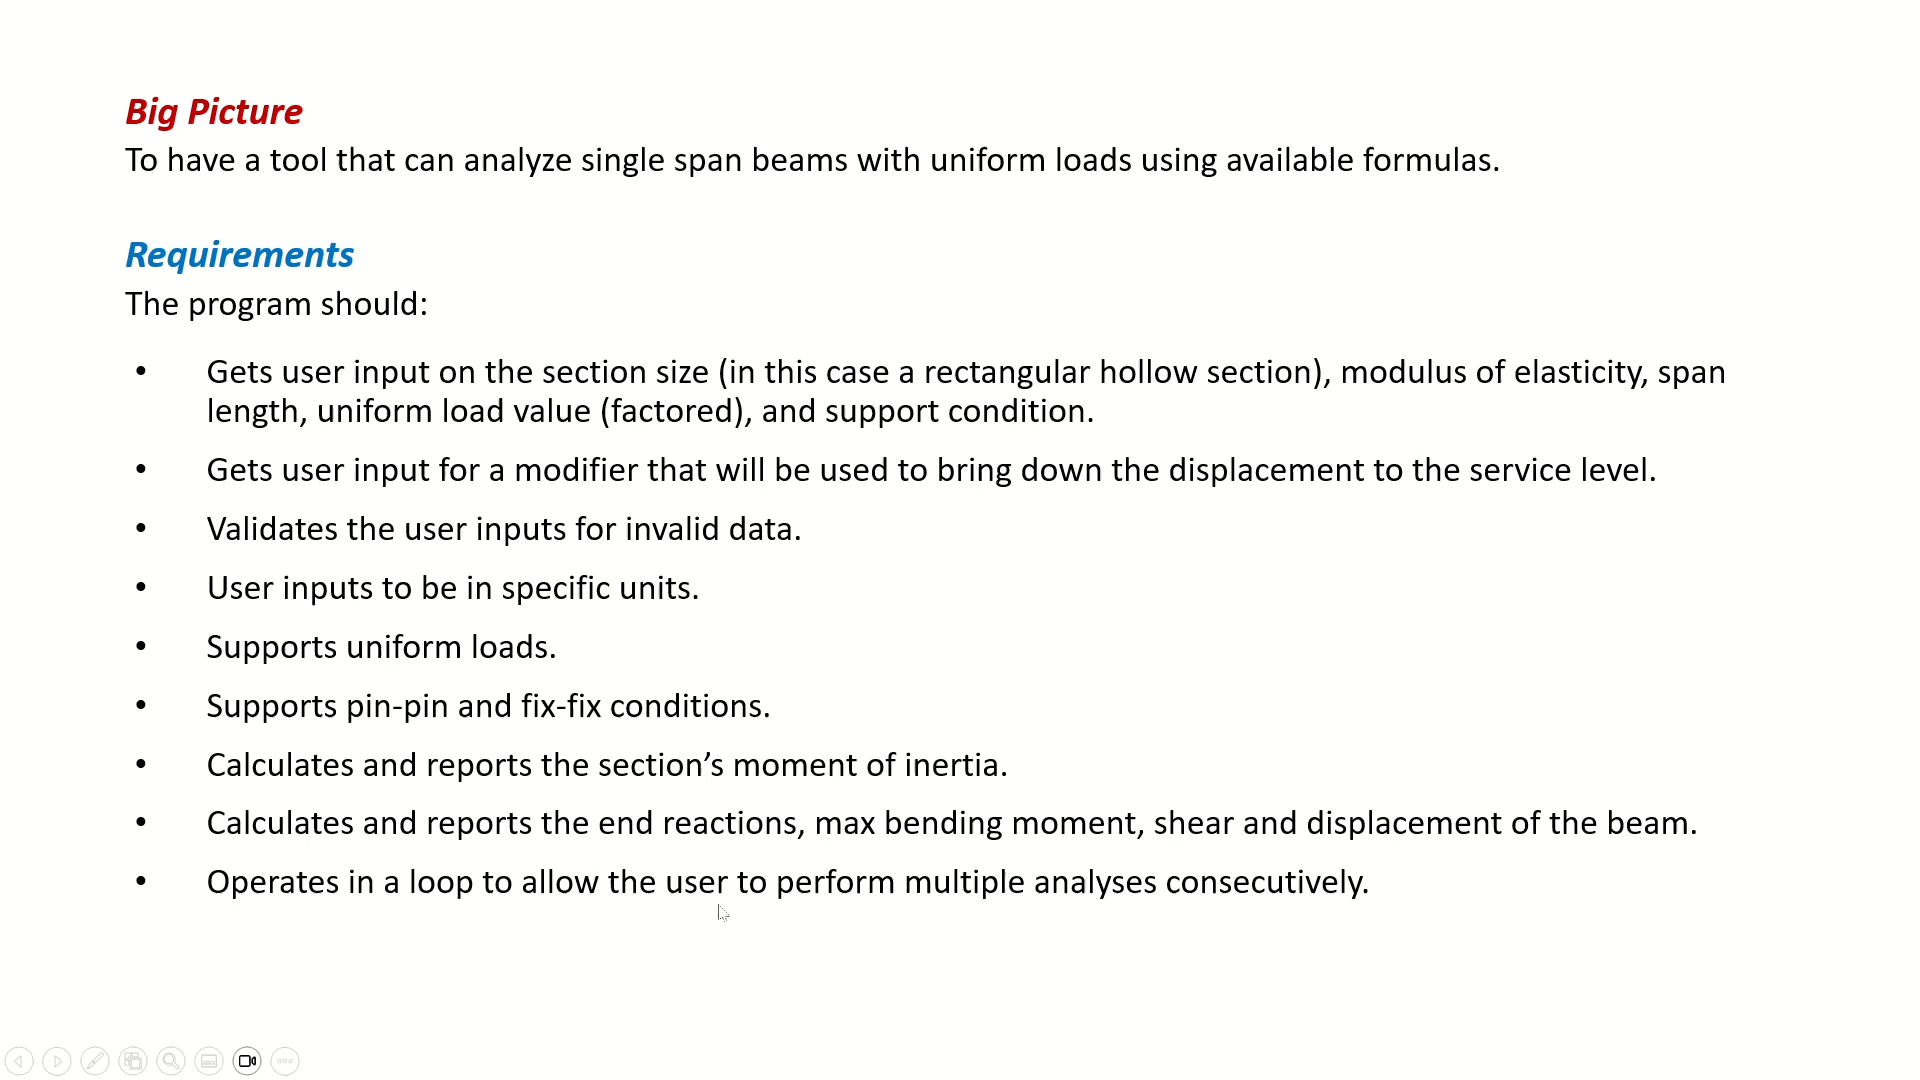 Big Picture
To have a tool that can analyze single span beams with uniform loads using available formulas.
Requirements
The program should:
• Gets user input on the section size (in this case a rectangular hollow section), modulus of elasticity, span
length, uniform load value (factored), and support condition.
• Gets user input for a modifier that will be used to bring down the displacement to the service level.
• Validates the user inputs for invalid data.
• User inputs to be in specific units.
• Supports uniform loads.
• Supports pin-pin and fix-fix conditions.
• Calculates and reports the section’s moment of inertia.
• Calculates and reports the end reactions, max bending moment, shear and displacement of the beam.
• Operates in a loop to allow the user to perform multiple analyses consecutively.